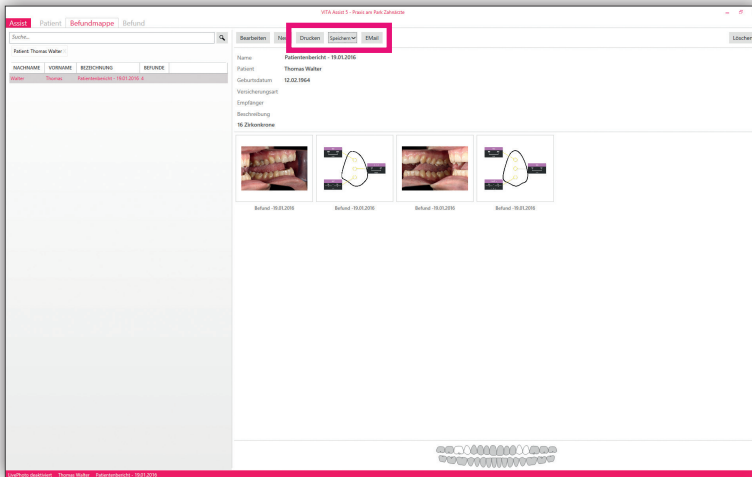 VITA Assist 5 - Praxis am Park Zahnärzte
Assist Patient Befundmappe Befund
Suche...
Bearbeiten Drucken Speichern EMail Löschen
Patient: Thomas Walter
NACHNAME VORNAME BEZEICHNUNG BEFUNDE
Walter Thomas Patientenbericht - 19.01.2016 4
Name Patientenbericht - 19.01.2016
Patient Thomas Walter
Geburtsdatum 12.02.1964
Versicherungsart
Empfänger
Beschreibung
16 Zirkonkrone
Befund -19.01.2016 Befund -19.01.2016 Befund -19.01.2016 Befund -19.01.2016
LivePhoto deaktiviert Thomas Walter Patientenbericht - 19.01.2016